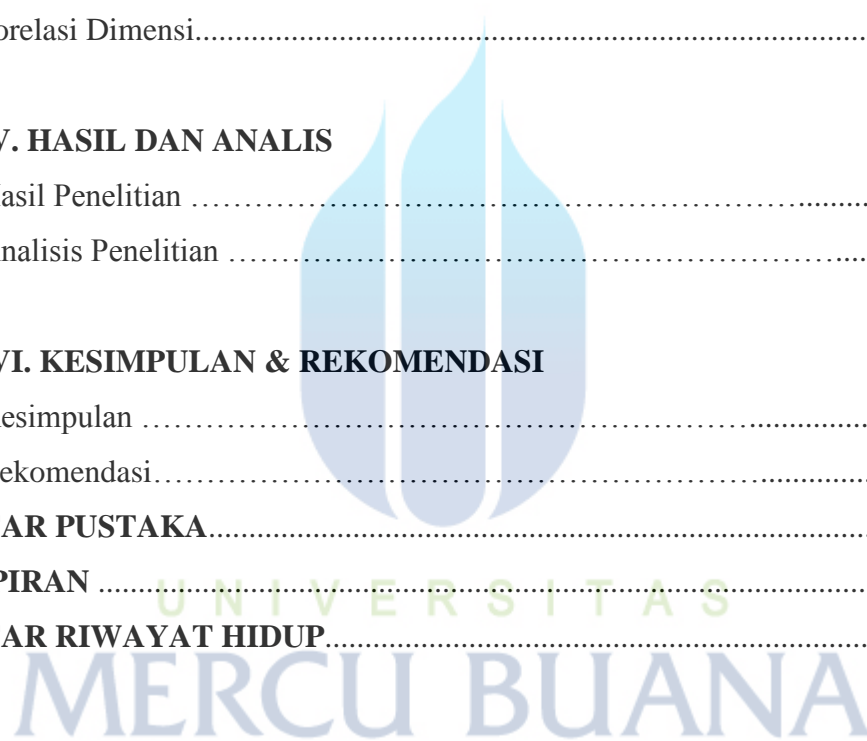 orelasi Dimensi..........................................................................................
V. HASIL DAN ANALIS
asil Penelitian …………………………………………………………...........
nalisis Penelitian …………………………………………………………....
VI. KESIMPULAN & REKOMENDASI
esimpulan …………………………………………………………................
ekomendasi…………………………………………………………..............
AR PUSTAKA..........................................................................................
PIRAN ..........................................................................................
UNIVERSITAS
AR RIWAYAT HIDUP..........................................................................
MERCU BUANA